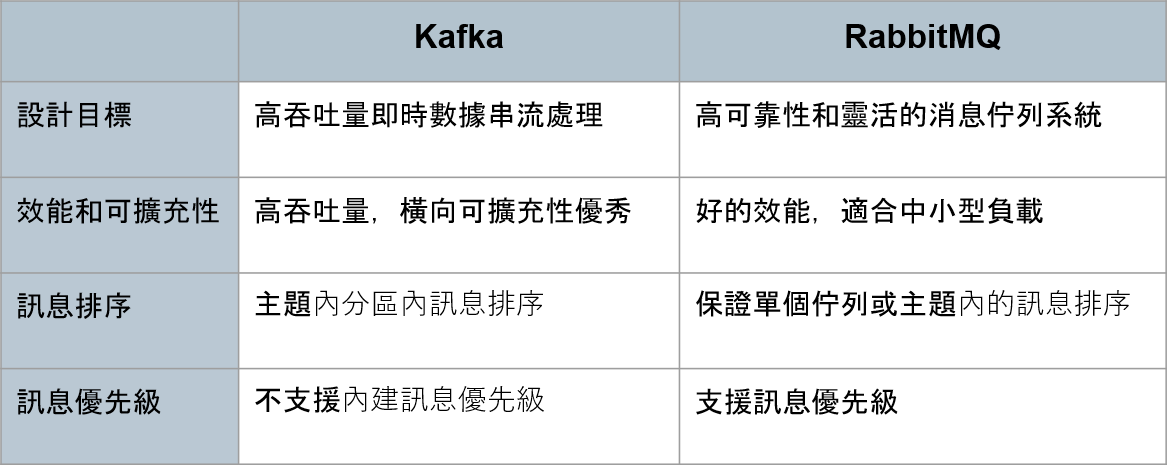 Kafka
RabbitMQ
設計目標
高吞吐量即時數據串流處理
高可靠性和靈活的消息佇列系統
效能和可擴充性
高吞吐量，橫向可擴充性優秀
好的效能，適合中小型負載
訊息排序
主題內分區內訊息排序
保證單個佇列或主題內的訊息排序
訊息優先級
不支援內建訊息優先級
支援訊息優先級